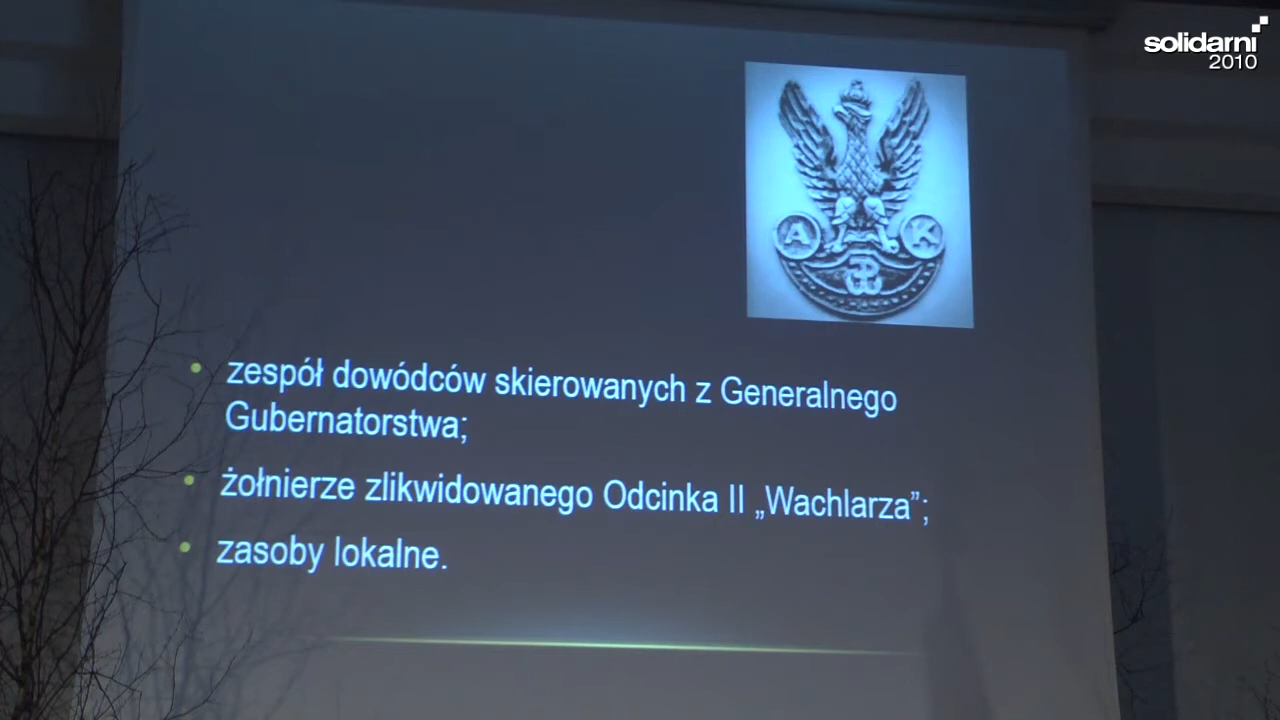 solidarni
2010
A K
zespół dowódców skierowanych z Generalnego
Gubernatorstwa;
żołnierze zlikwidowanego Odcinka II „Wachlarza”;
zasoby lokalne.